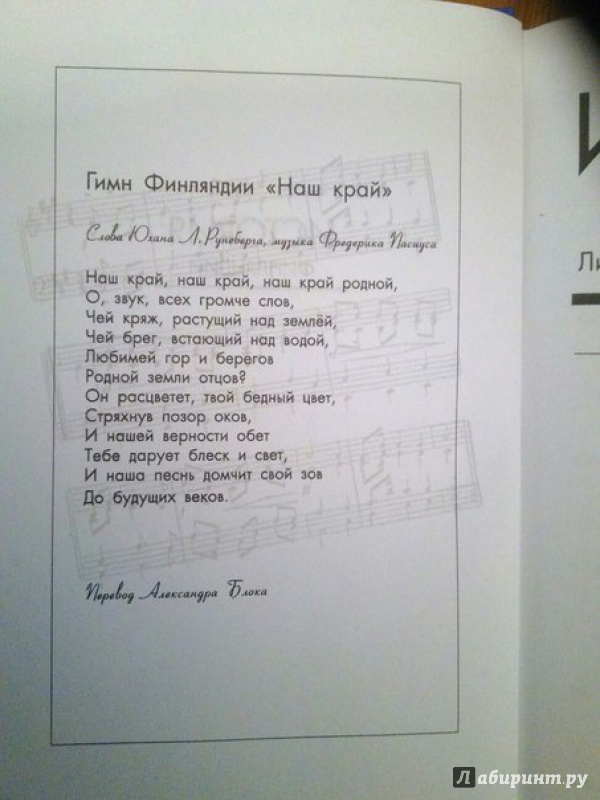 Гимн Финляндии «Наш край»
Слова Юхана Л. Рунеберга, музыка Фредерика Пасиуса
Наш край, наш край, наш край родной,
О, звук, всех громче слов,
Чей кряж, растущий над землёй,
Чей брег, встающий над водой,
Любимей гор и берегов
Родной земли отцов?
Он расцветет, твой бедный цвет,
Стряхнув позор оков,
И нашей верности обет
Тебе дарует блеск и свет,
И наша песнь домчит свой зов
До будущих веков.
Перевод Александра Блока
И
Ли
Лабиринт.ру